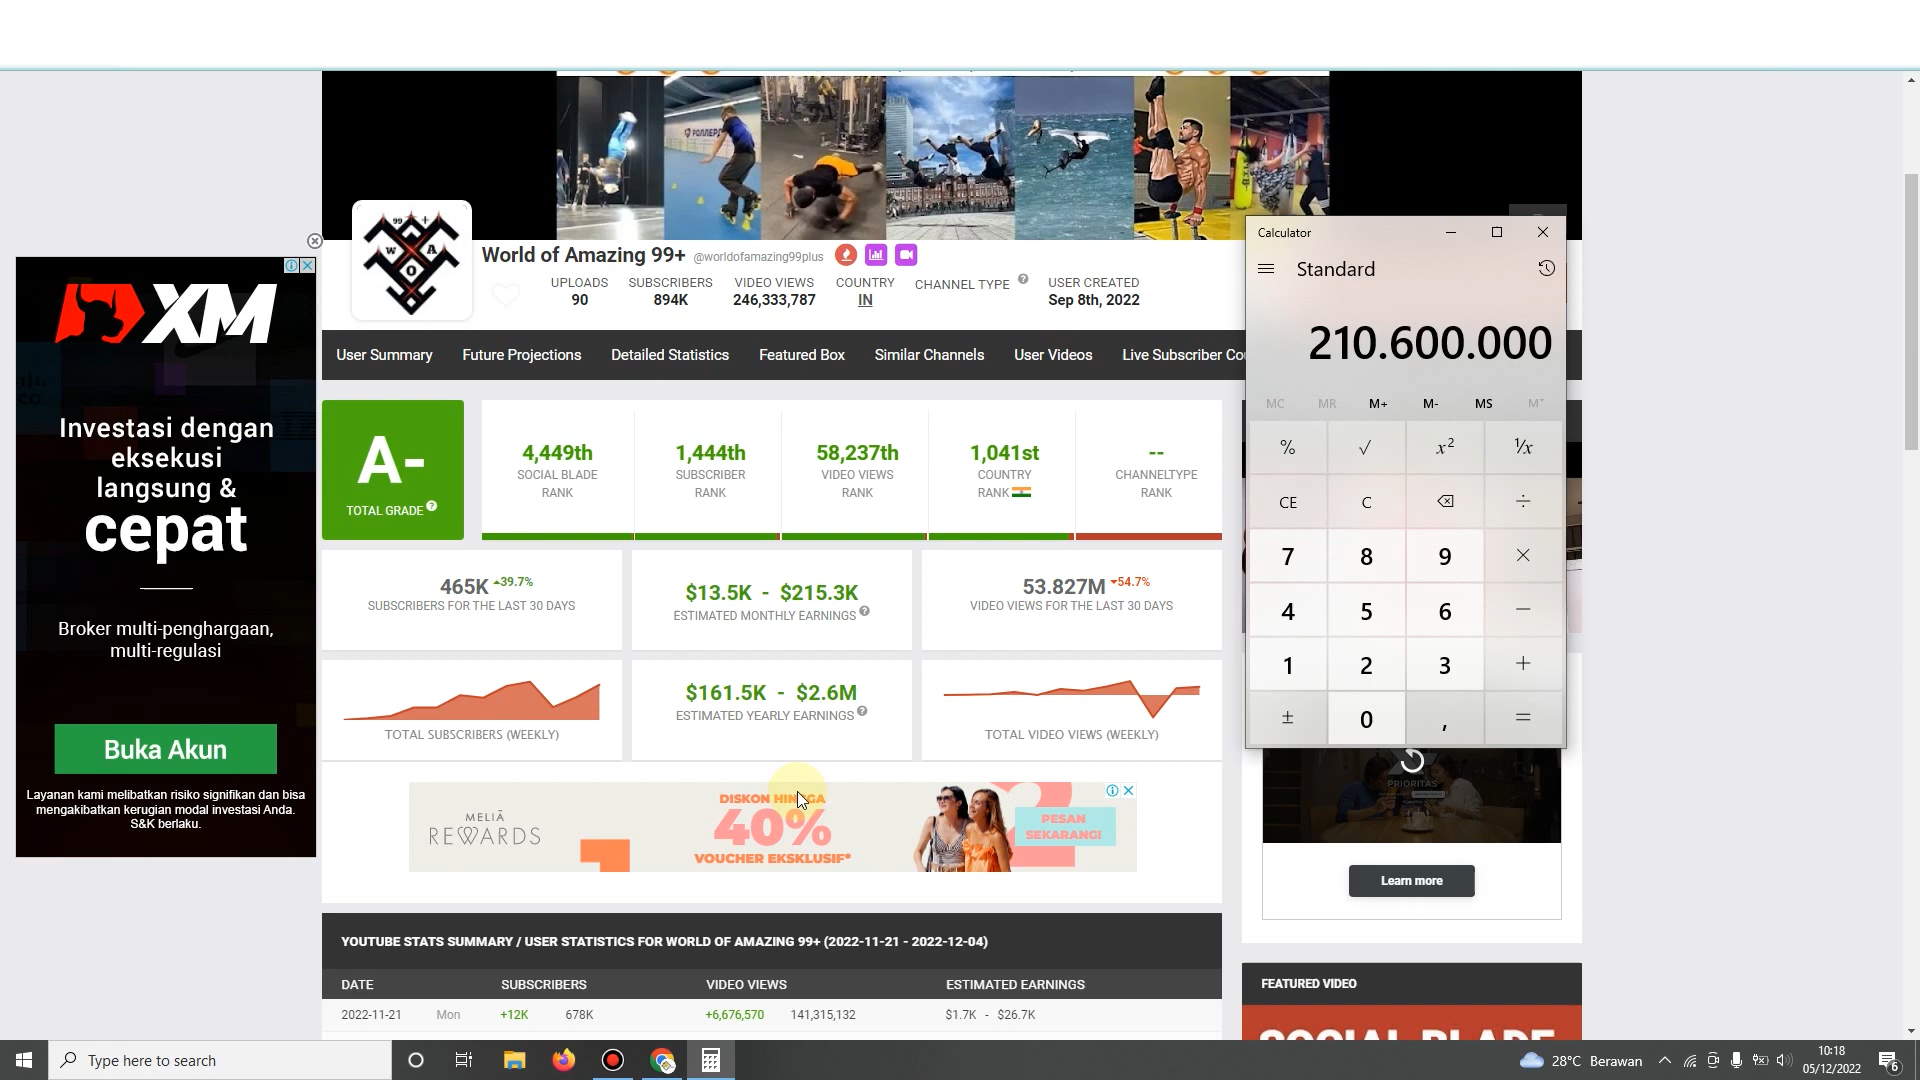 World of Amazing 99+ @worldofamazing99plus
UPLOADS
90
SUBSCRIBERS
894K
VIDEO VIEWS
246,333,787
COUNTRY
IN
CHANNEL TYPE
USER CREATED
Sep 8th, 2022
99 +
W A
O
User Summary
Future Projections
Detailed Statistics
Featured Box
Similar Channels
User Videos
Live Subscriber Cou
A-
TOTAL GRADE
4,449th
SOCIAL BLADE
RANK
1,444th
SUBSCRIBER
RANK
58,237th
VIDEO VIEWS
RANK
1,041st
COUNTRY
RANK
--
CHANNELTYPE
RANK
465K 39.7%
SUBSCRIBERS FOR THE LAST 30 DAYS
$13.5K - $215.3K
ESTIMATED MONTHLY EARNINGS
53.827M 54.7%
VIDEO VIEWS FOR THE LAST 30 DAYS
TOTAL SUBSCRIBERS (WEEKLY)
$161.5K - $2.6M
ESTIMATED YEARLY EARNINGS
TOTAL VIDEO VIEWS (WEEKLY)
XM
Investasi dengan
eksekusi
langsung &
cepat
Broker multi-penghargaan,
multi-regulasi
Buka Akun
Layanan kami melibatkan risiko signifikan dan bisa
mengakibatkan kerugian modal investasi Anda.
S&K berlaku.
MELIÁ
REWARDS
DISKON HINGGA
40%
VOUCHER EKSKLUSIF*
PESAN
SEKARANG!
YOUTUBE STATS SUMMARY / USER STATISTICS FOR WORLD OF AMAZING 99+ (2022-11-21 - 2022-12-04)
DATE SUBSCRIBERS VIDEO VIEWS ESTIMATED EARNINGS
2022-11-21 Mon +12K 678K +6,676,570 141,315,132 $1.7K - $26.7K
Calculator
Standard
210.600.000
MC MR M+ M- MS M˅
% √ x² ¹/x
CE C ÷
7 8 9 ×
4 5 6 −
1 2 3 +
± 0 , =
PRIORITAS
Learn more
FEATURED VIDEO
SOCIAL BLADE
Type here to search
28°C Berawan
10:18
05/12/2022
6